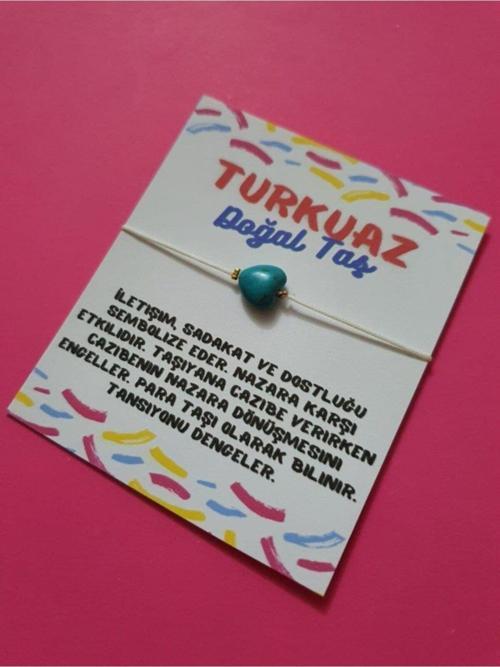 TURKUAZ
Doğal Taş
İLETİŞİM, SADAKAT VE DOSTLUĞU
SEMBOLİZE EDER. NAZARA KARŞI
ETKİLİDİR. TAŞIYANA CAZİBE VERİRKEN
CAZİBENİN NAZARA DÖNÜŞMESİNİ
ENGELLER. PARA TAŞI OLARAK BİLİNİR.
TANSİYONU DENGELER.